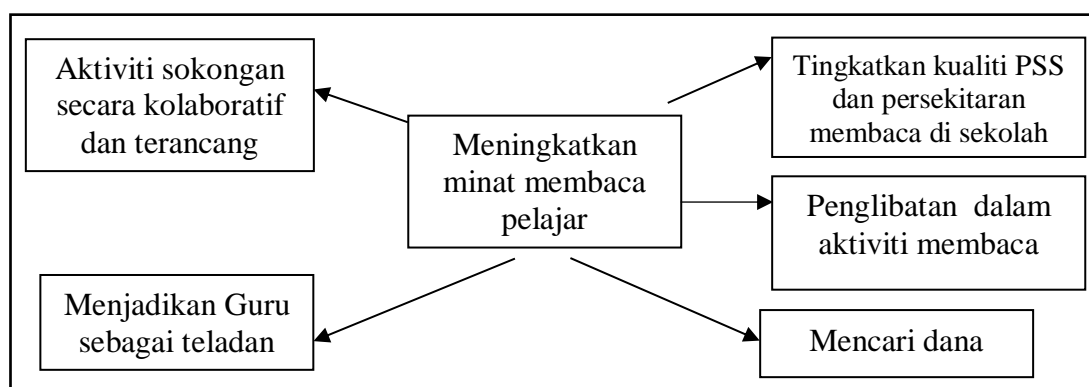 Aktiviti sokongan
secara kolaboratif
dan terancang
Tingkatkan kualiti PSS
dan persekitaran
membaca di sekolah
Meningkatkan
minat membaca
pelajar
Penglibatan dalam
aktiviti membaca
Menjadikan Guru
sebagai teladan
Mencari dana